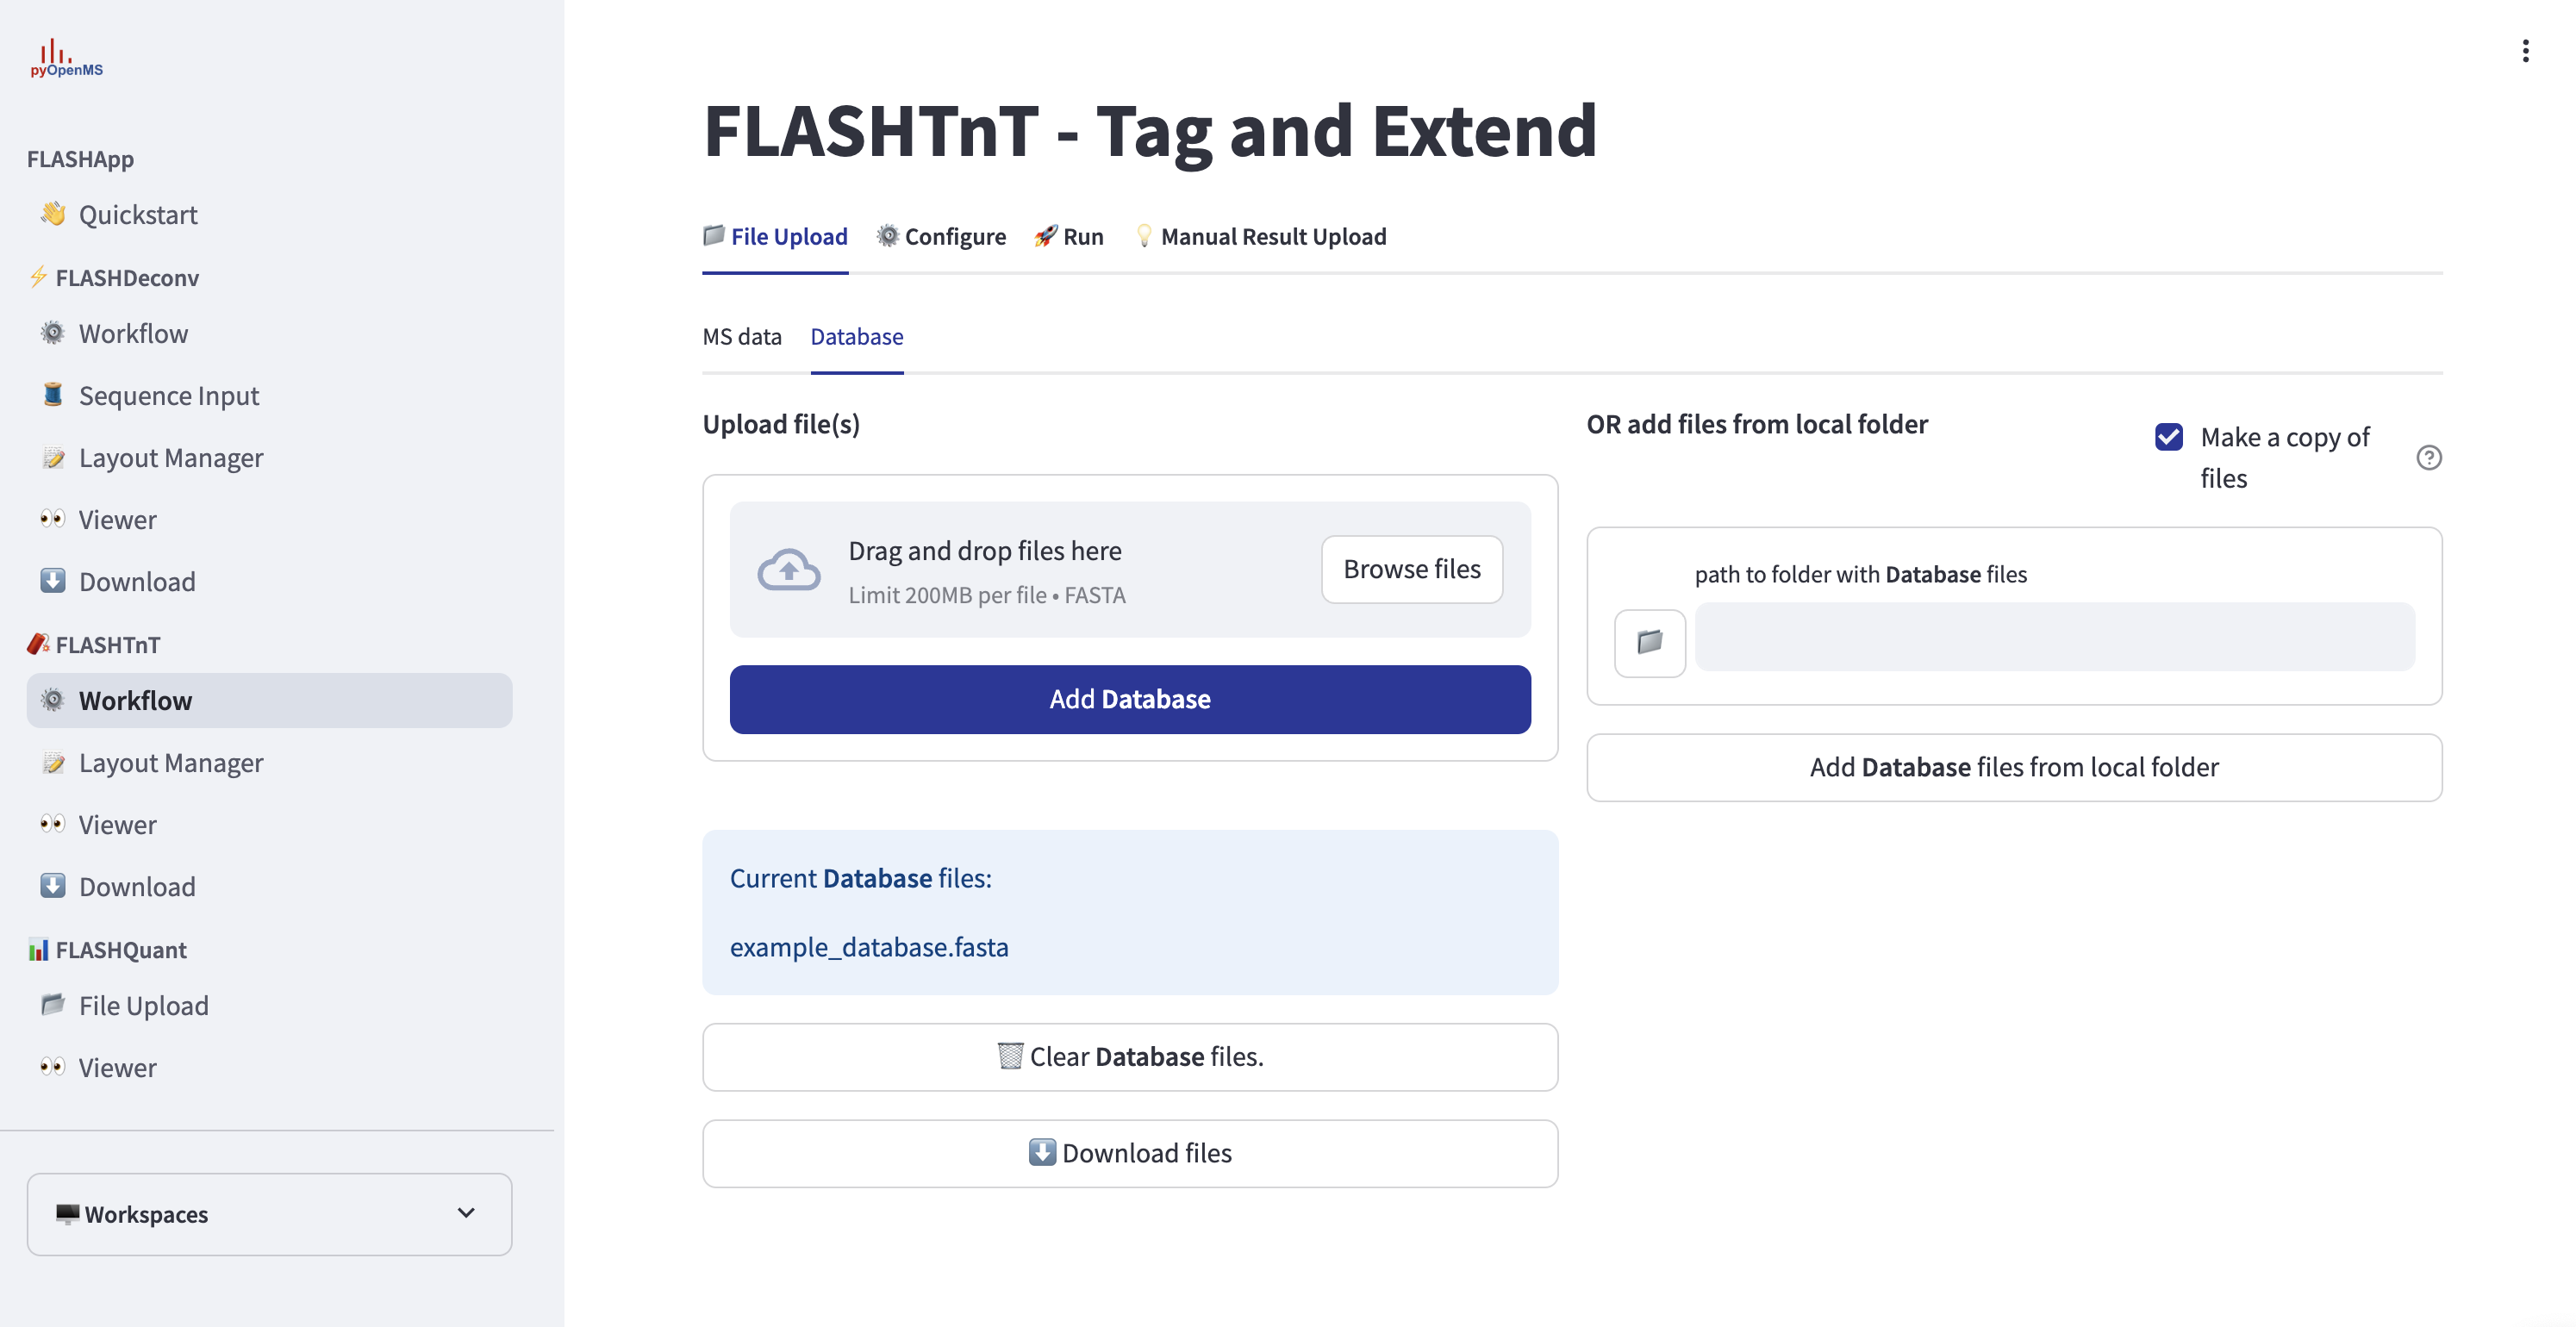 pyOpenMS
FLASHApp
Quickstart
FLASHDeconv
Workflow
Sequence Input
Layout Manager
Viewer
Download
FLASHTnT
Workflow
Layout Manager
Viewer
Download
FLASHQuant
File Upload
Viewer
Workspaces
FLASHTnT - Tag and Extend
File Upload Configure Run Manual Result Upload
MS data Database
Upload file(s)
Drag and drop files here
Limit 200MB per file • FASTA
Browse files
Add Database
Current Database files:
example_database.fasta
Clear Database files.
Download files
OR add files from local folder
Make a copy of
files
path to folder with Database files
Add Database files from local folder